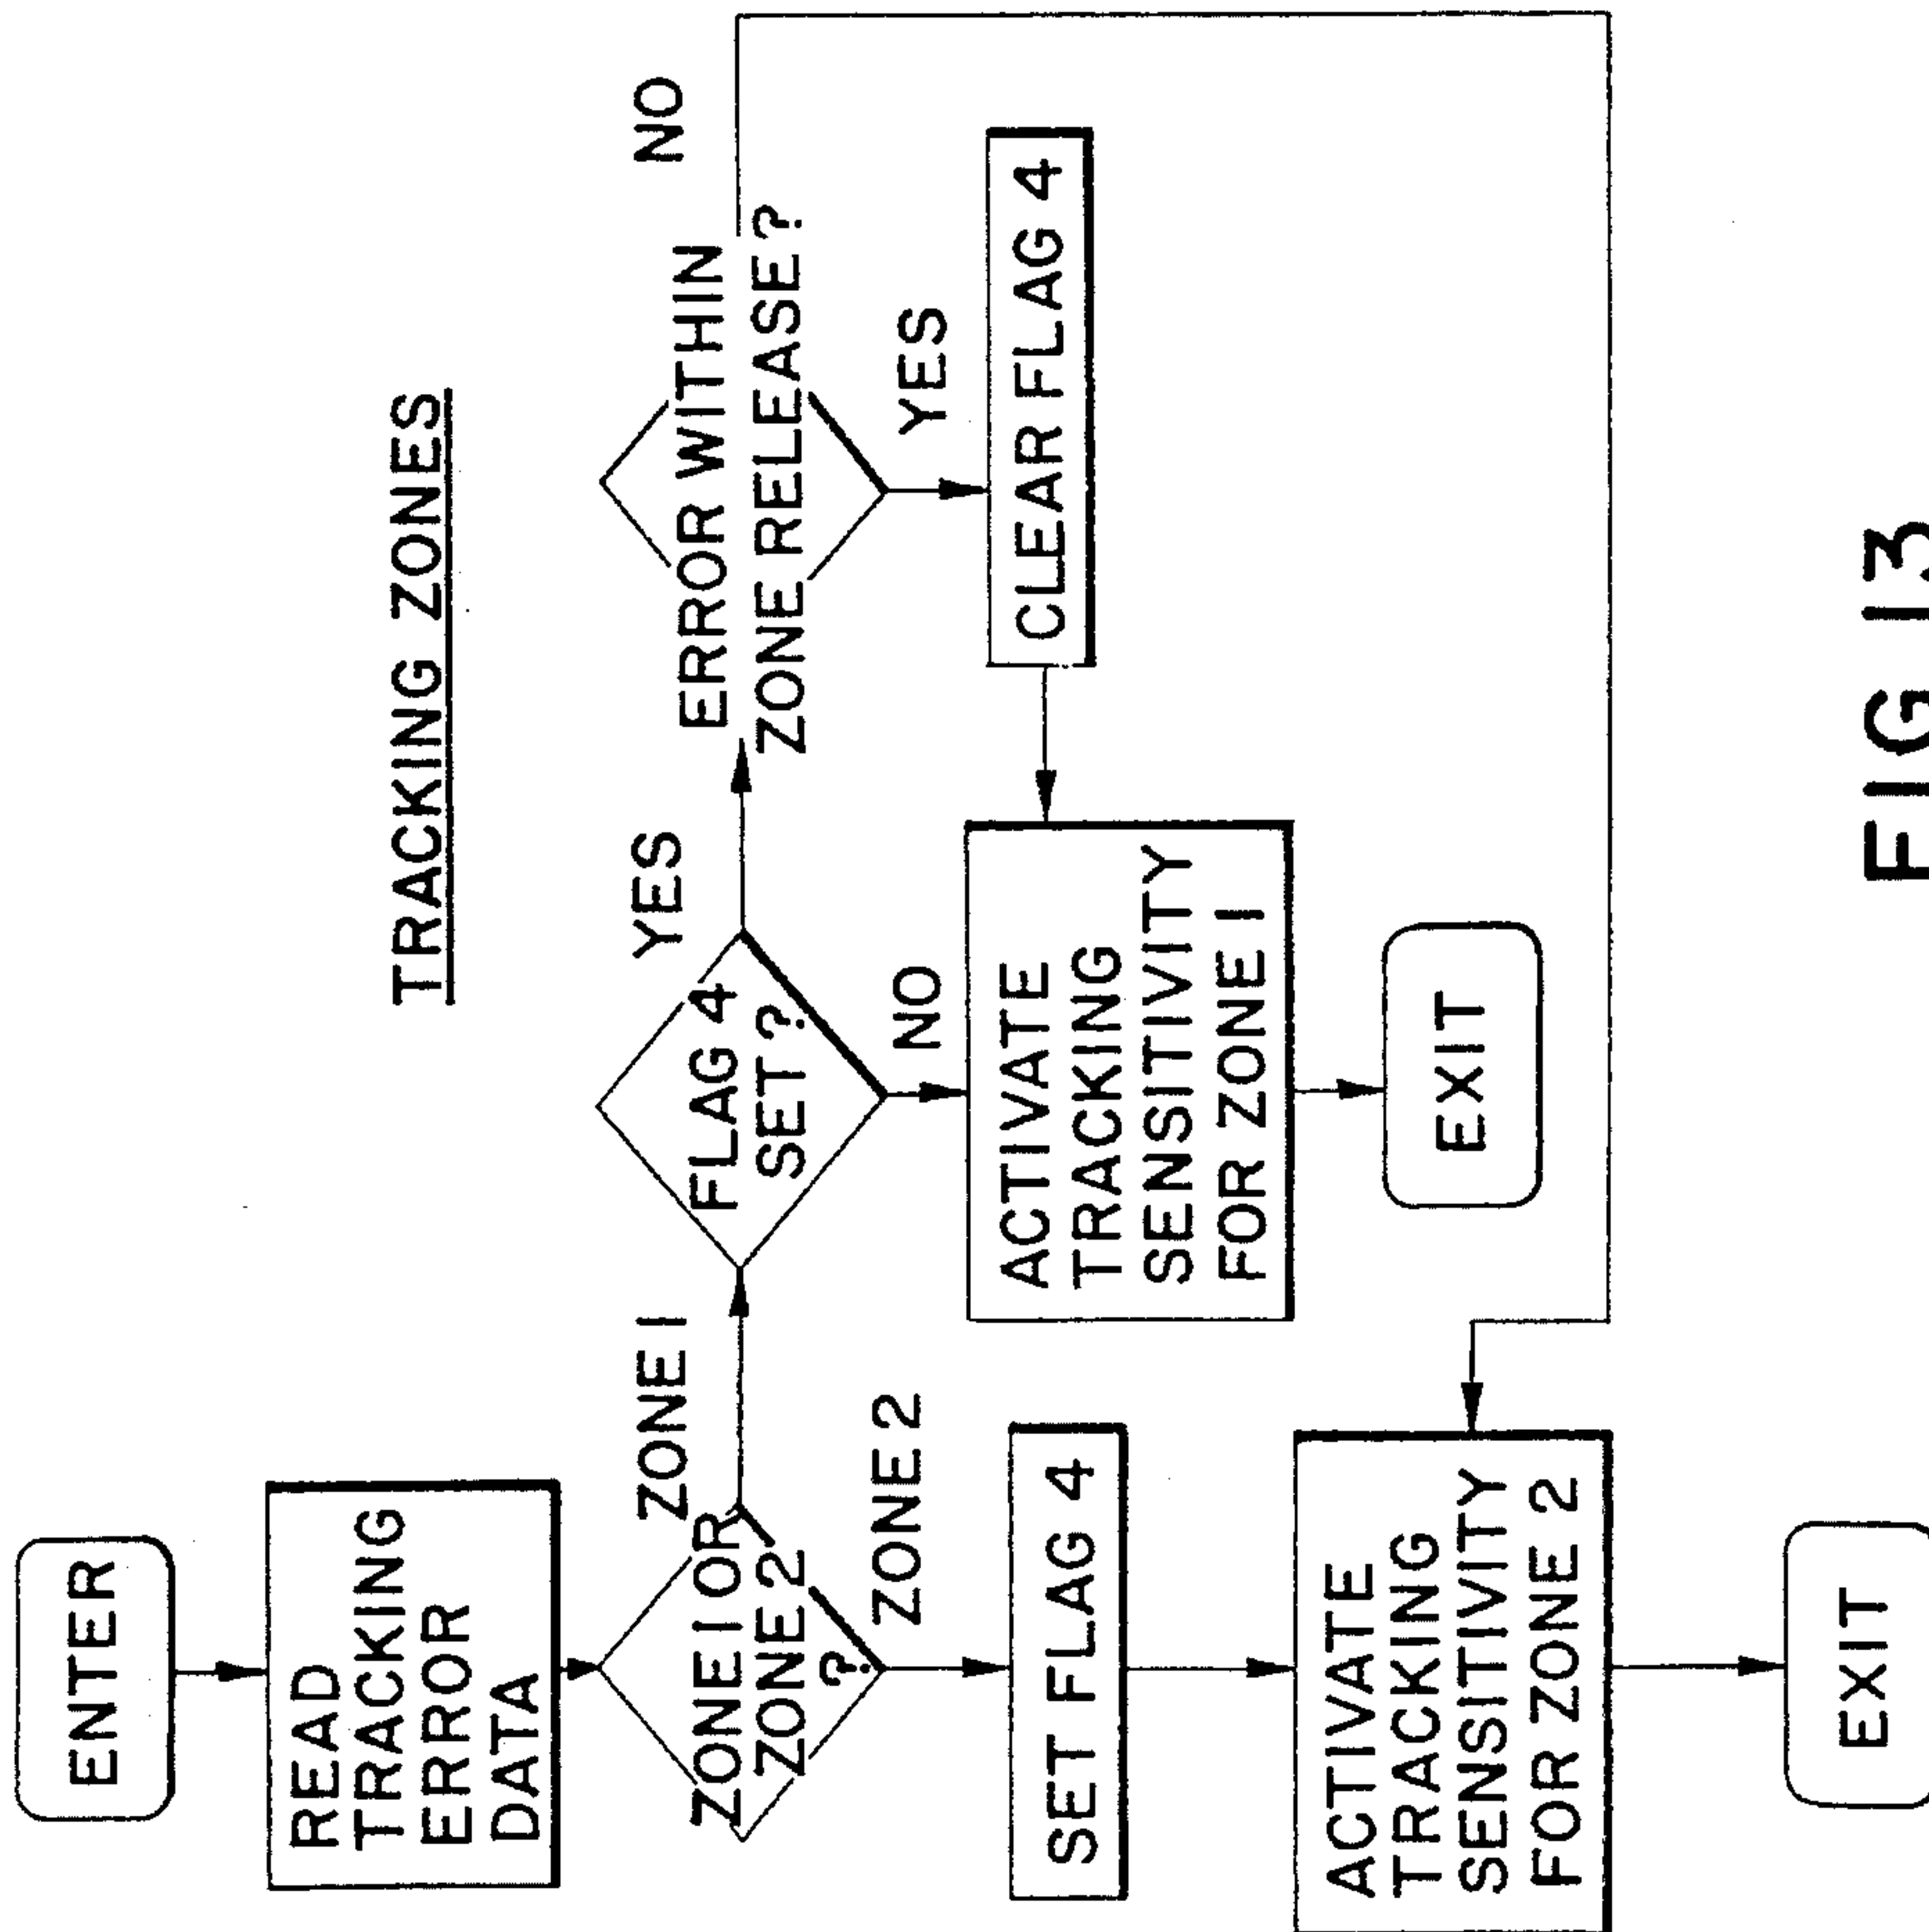 TRACKING ZONES
ENTER
READ
TRACKING
ERROR
DATA
ZONE 1 OR
ZONE 2
?
ZONE 1
ZONE 2
FLAG 4
SET ?
YES
NO
ERROR WITHIN
ZONE RELEASE?
NO
YES
CLEAR FLAG 4
SET FLAG 4
ACTIVATE
TRACKING
SENSITIVITY
FOR ZONE 1
EXIT
ACTIVATE
TRACKING
SENSITIVITY
FOR ZONE 2
EXIT
FIG 13